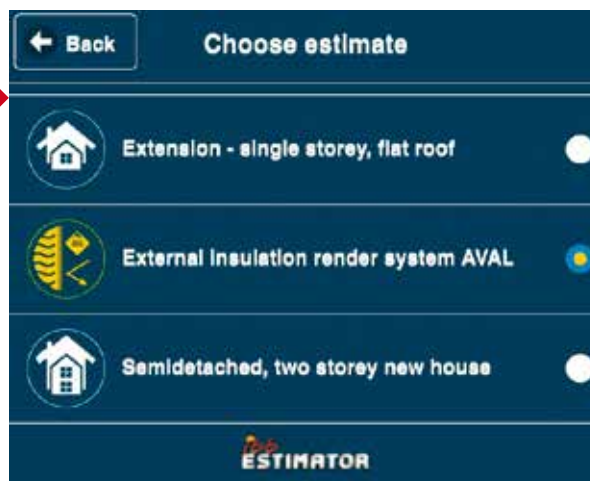 Back
Choose estimate
Extension - single storey, flat roof
External Insulation render system AVAL
Semidetached, two storey new house
ESTIMATOR